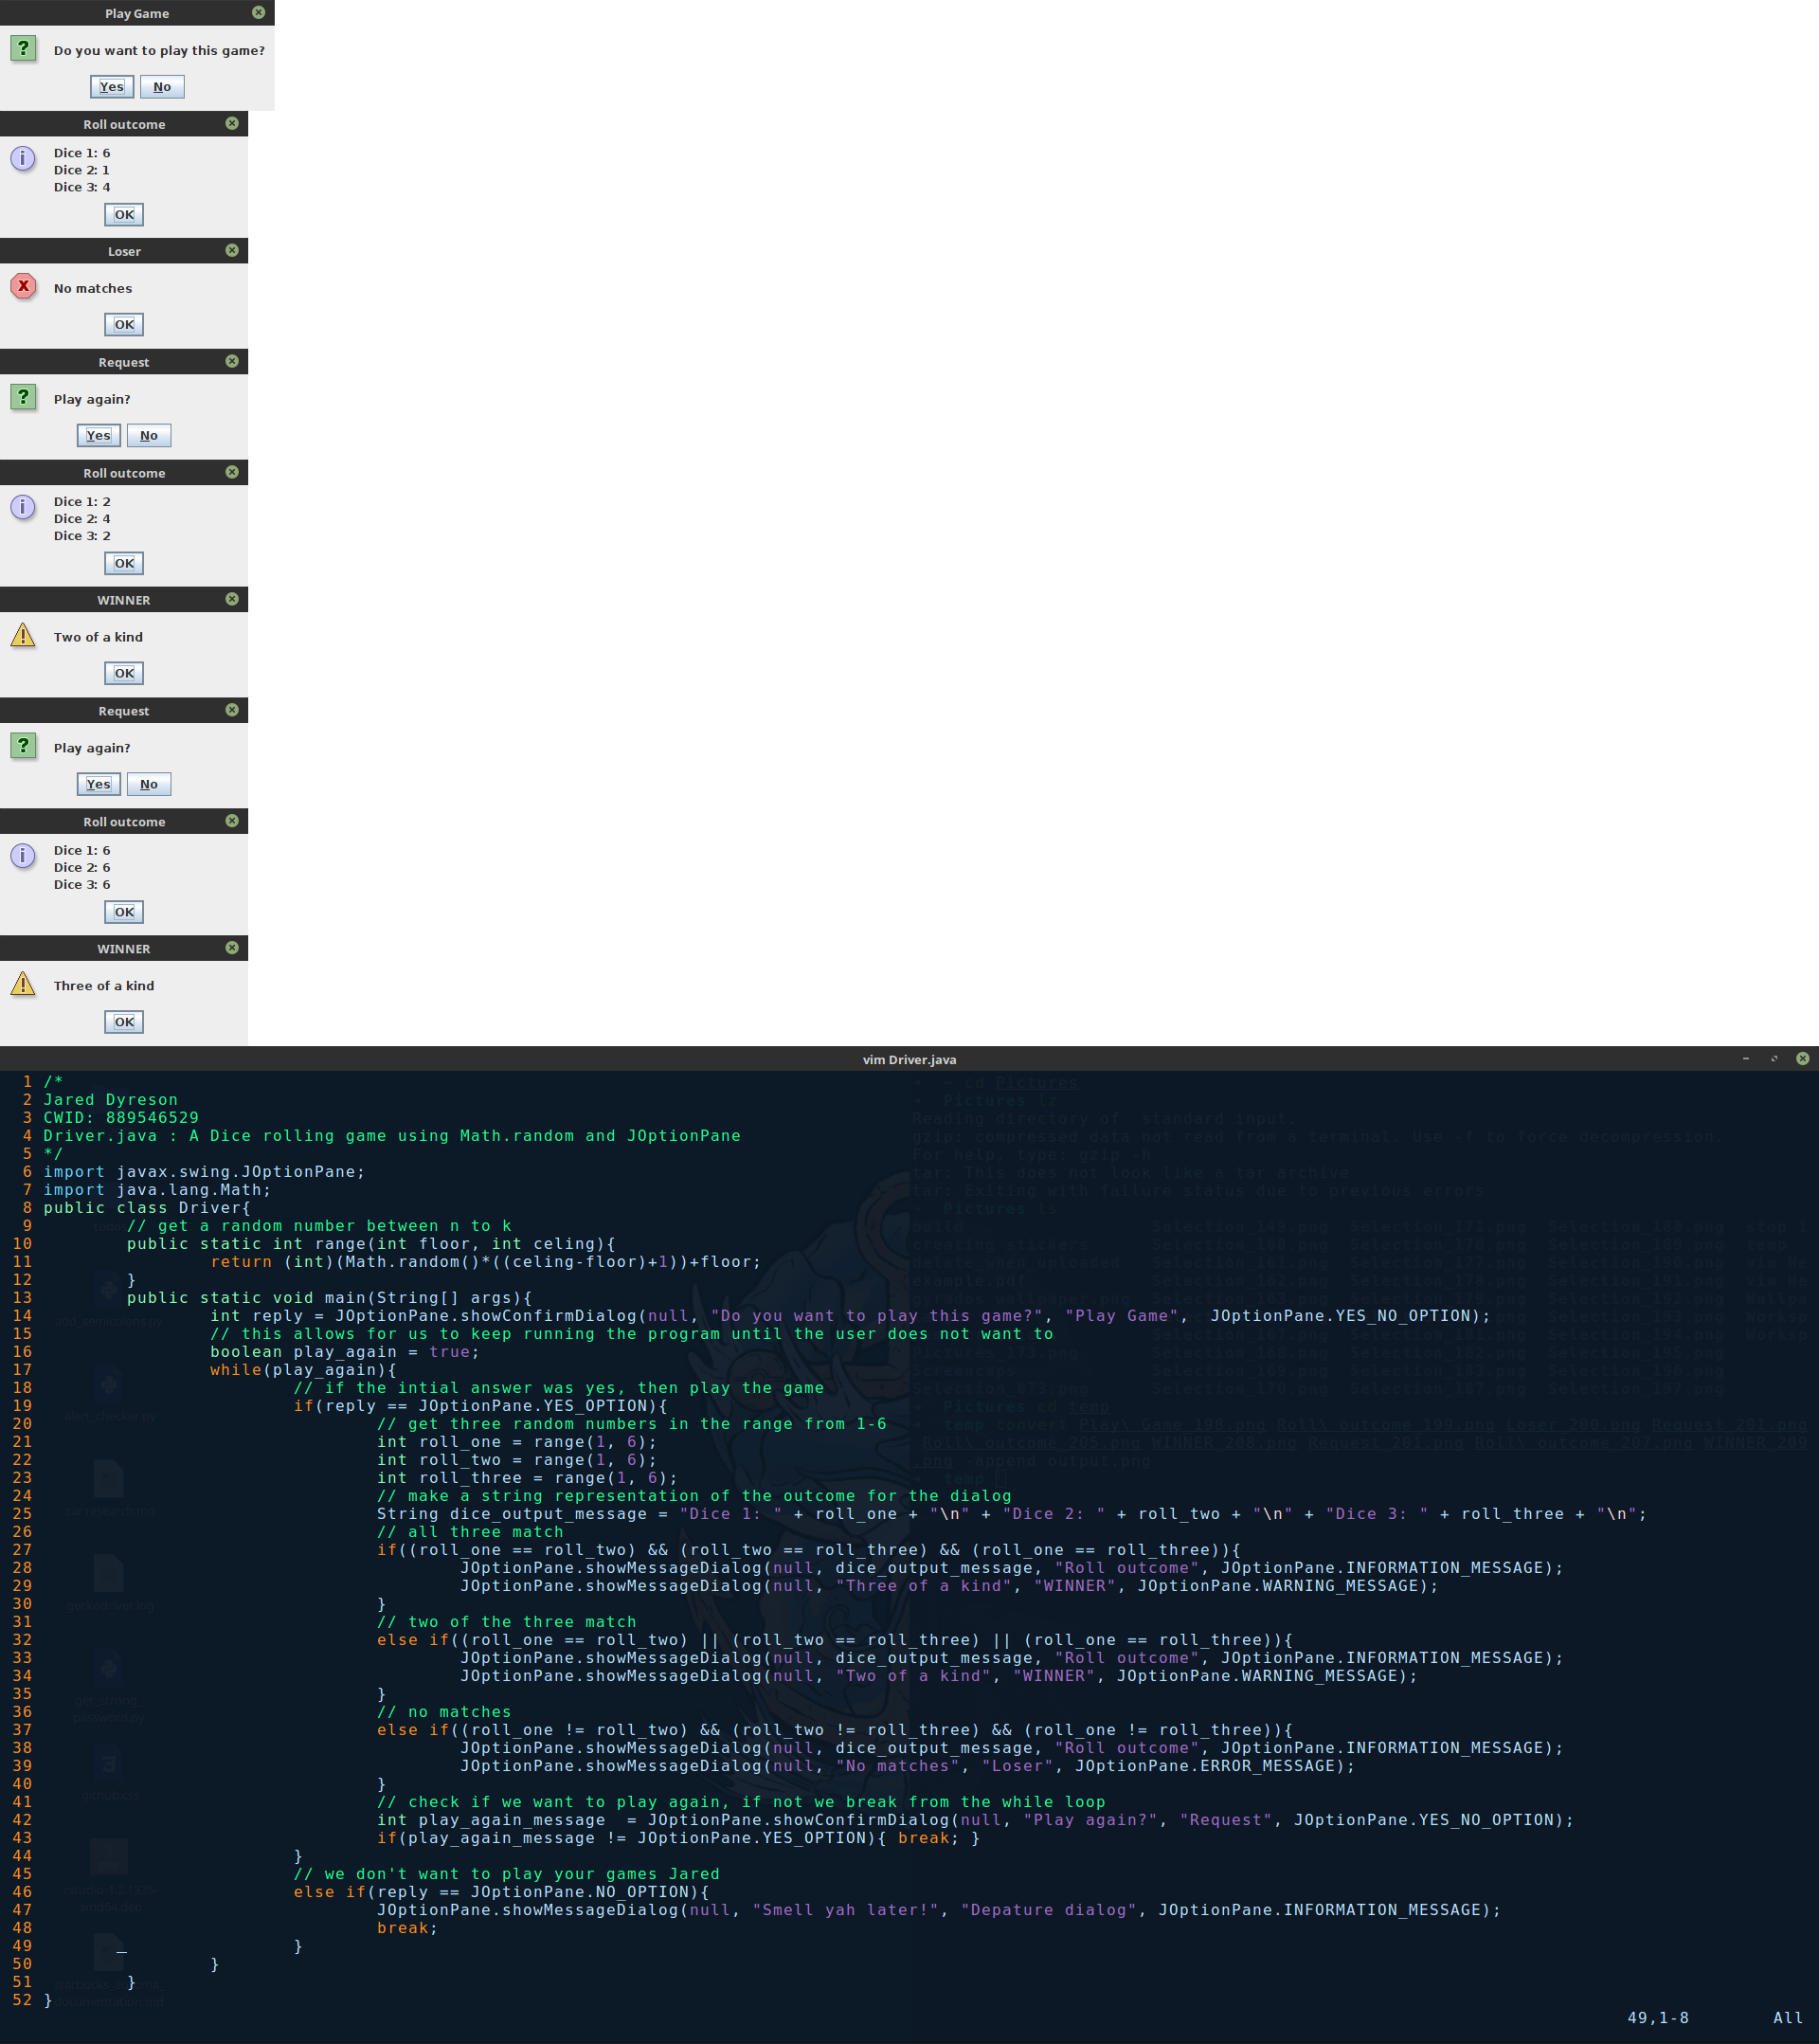 Play Game
Do you want to play this game?
Yes No
Roll outcome
Dice 1: 6
Dice 2: 1
Dice 3: 4
OK
Loser
No matches
OK
Request
Play again?
Yes No
Roll outcome
Dice 1: 2
Dice 2: 4
Dice 3: 2
OK
WINNER
Two of a kind
OK
Request
Play again?
Yes No
Roll outcome
Dice 1: 6
Dice 2: 6
Dice 3: 6
OK
WINNER
Three of a kind
OK
vim Driver.java
1 /*
2 Jared Dyreson
3 CWID: 889546529
4 Driver.java : A Dice rolling game using Math.random and JOptionPane
5 */
6 import javax.swing.JOptionPane;
7 import java.lang.Math;
8 public class Driver{
9 // get a random number between n to k
10 public static int range(int floor, int celing){
11 return (int)(Math.random()*((celing-floor)+1))+floor;
12 }
13 public static void main(String[] args){
14 int reply = JOptionPane.showConfirmDialog(null, "Do you want to play this game?", "Play Game",  JOptionPane.YES_NO_OPTION);
15 // this allows for us to keep running the program until the user does not want to
16 boolean play_again = true;
17 while(play_again){
18 // if the intial answer was yes, then play the game
19 if(reply == JOptionPane.YES_OPTION){
20 // get three random numbers in the range from 1-6
21 int roll_one = range(1, 6);
22 int roll_two = range(1, 6);
23 int roll_three = range(1, 6);
24 // make a string representation of the outcome for the dialog
25 String dice_output_message = "Dice 1: " + roll_one + "\n" + "Dice 2: " + roll_two + "\n" + "Dice 3: " + roll_three + "\n";
26 // all three match
27 if((roll_one == roll_two) && (roll_two == roll_three) && (roll_one == roll_three)){
28 JOptionPane.showMessageDialog(null, dice_output_message, "Roll outcome", JOptionPane.INFORMATION_MESSAGE);
29 JOptionPane.showMessageDialog(null, "Three of a kind", "WINNER", JOptionPane.WARNING_MESSAGE);
30 }
31 // two of the three match
32 else if((roll_one == roll_two) || (roll_two == roll_three) || (roll_one == roll_three)){
33 JOptionPane.showMessageDialog(null, dice_output_message, "Roll outcome", JOptionPane.INFORMATION_MESSAGE);
34 JOptionPane.showMessageDialog(null, "Two of a kind", "WINNER", JOptionPane.WARNING_MESSAGE);
35 }
36 // no matches
37 else if((roll_one != roll_two) && (roll_two != roll_three) && (roll_one != roll_three)){
38 JOptionPane.showMessageDialog(null, dice_output_message, "Roll outcome", JOptionPane.INFORMATION_MESSAGE);
39 JOptionPane.showMessageDialog(null, "No matches", "Loser", JOptionPane.ERROR_MESSAGE);
40 }
41 // check if we want to play again, if not we break from the while loop
42 int play_again_message  = JOptionPane.showConfirmDialog(null, "Play again?", "Request", JOptionPane.YES_NO_OPTION);
43 if(play_again_message != JOptionPane.YES_OPTION){ break; }
44 }
45 // we don't want to play your games Jared
46 else if(reply == JOptionPane.NO_OPTION){
47 JOptionPane.showMessageDialog(null, "Smell yah later!", "Depature dialog", JOptionPane.INFORMATION_MESSAGE);
48 break;
49 }
50 }
51 }
52 }
49,1-8 All